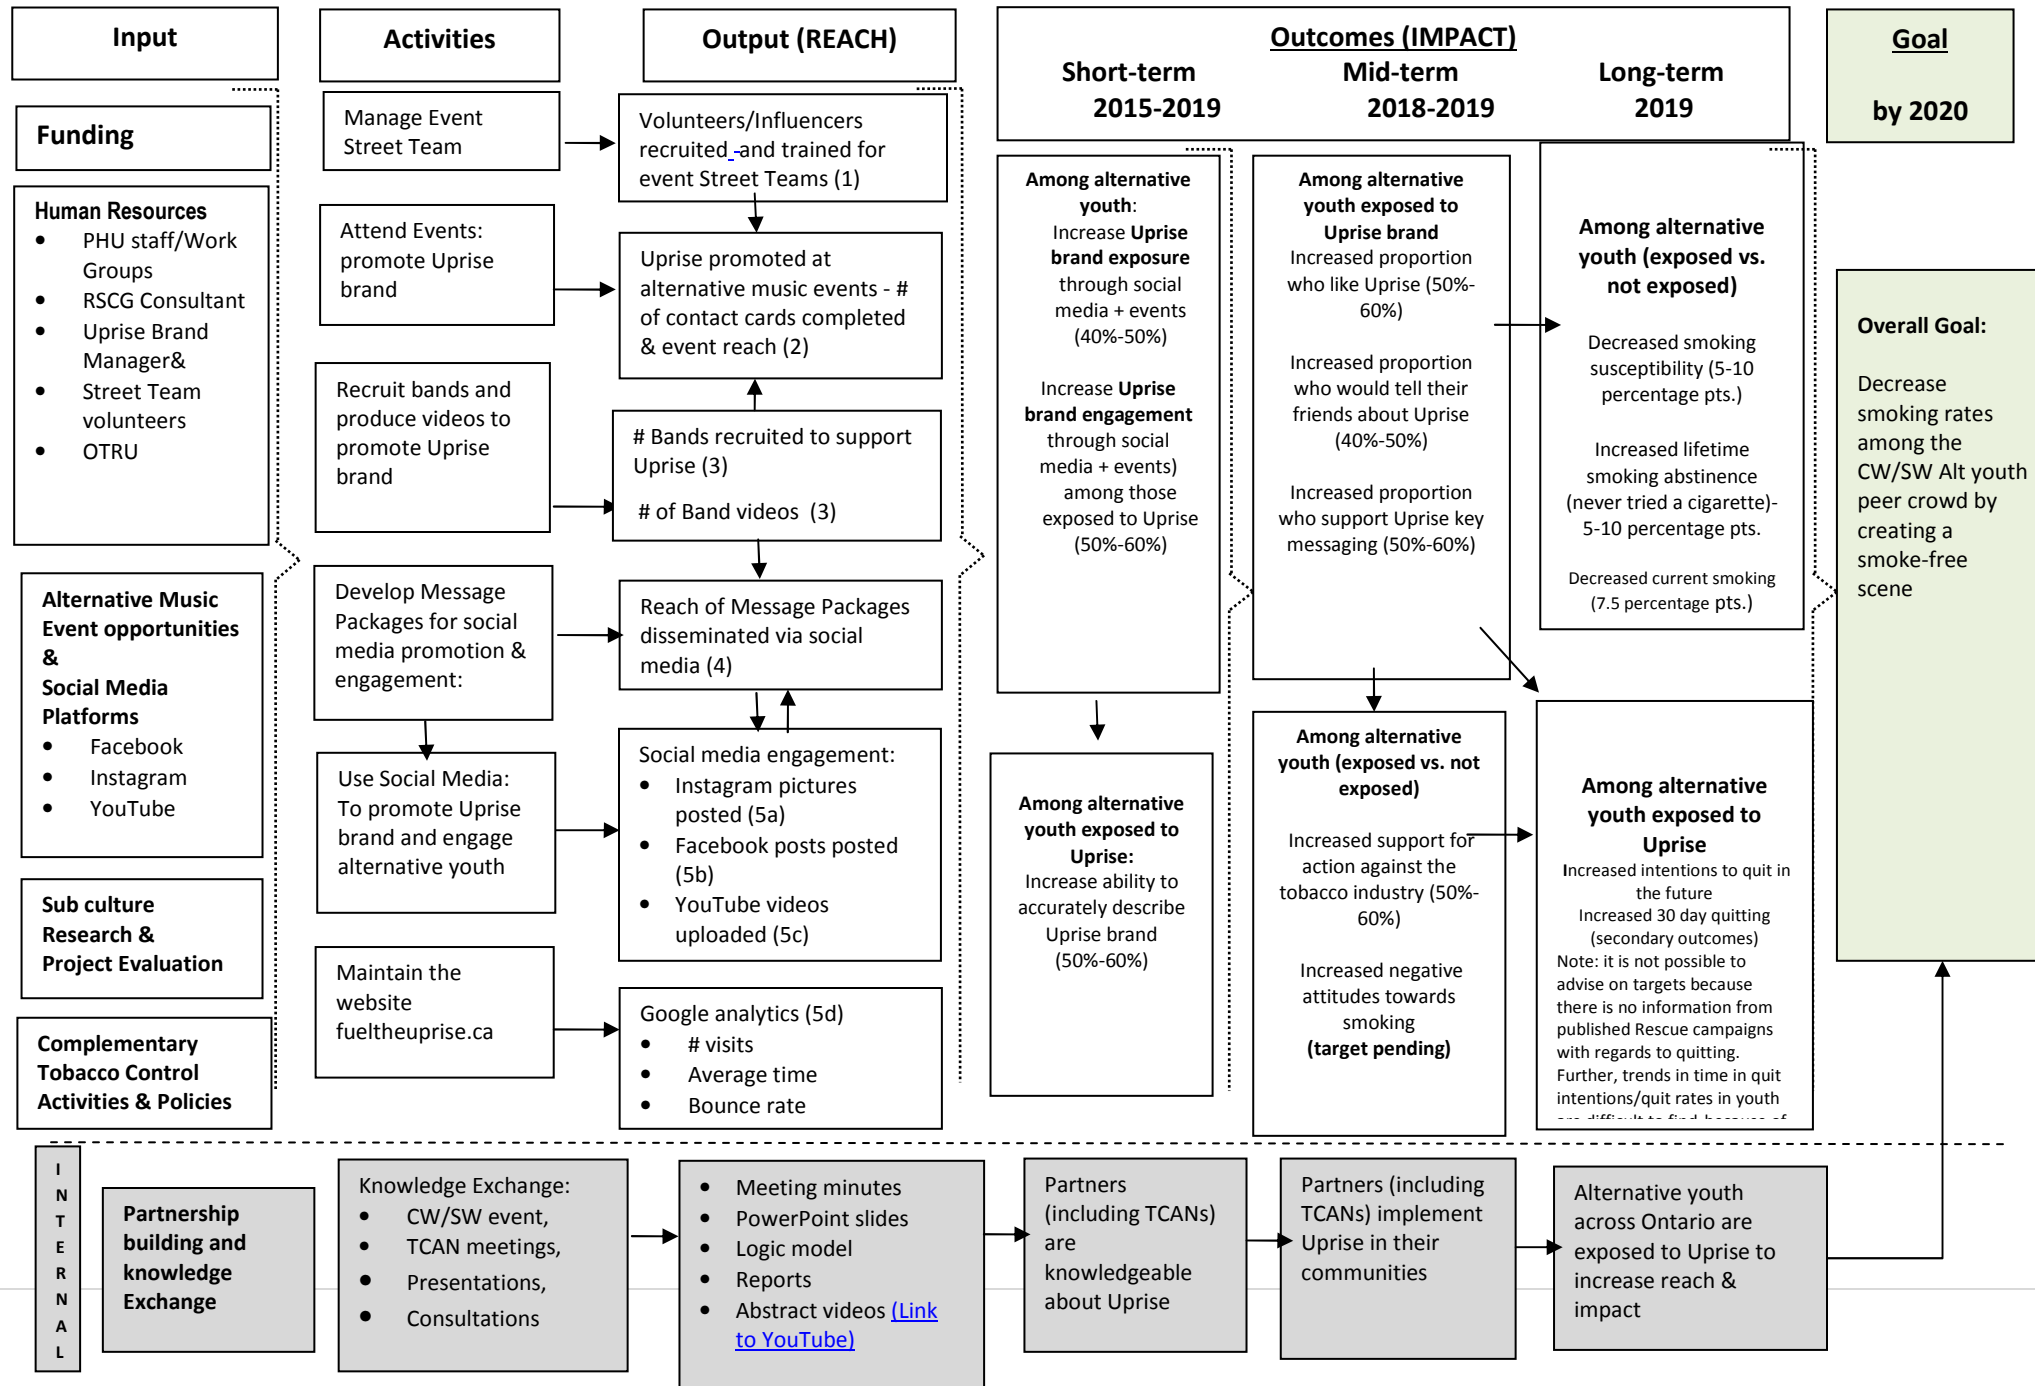 Input
Funding
Human Resources
• PHU staff/Work
Groups
• RSCG Consultant
• Uprise Brand
Manager&
• Street Team
volunteers
• OTRU
Alternative Music
Event opportunities
&
Social Media
Platforms
• Facebook
• Instagram
• YouTube
Sub culture
Research &
Project Evaluation
Complementary
Tobacco Control
Activities & Policies
Activities
Manage Event
Street Team
Attend Events:
promote Uprise
brand
Recruit bands and
produce videos to
promote Uprise
brand
Develop Message
Packages for social
media promotion &
engagement:
Use Social Media:
To promote Uprise
brand and engage
alternative youth
Maintain the
website
fueltheuprise.ca
Output (REACH)
Volunteers/Influencers
recruited -and trained for
event Street Teams (1)
Uprise promoted at
alternative music events - #
of contact cards completed
& event reach (2)
# Bands recruited to support
Uprise (3)
# of Band videos (3)
Reach of Message Packages
disseminated via social
media (4)
Social media engagement:
• Instagram pictures
posted (5a)
• Facebook posts posted
(5b)
• YouTube videos
uploaded (5c)
Google analytics (5d)
• # visits
• Average time
• Bounce rate
Outcomes (IMPACT)
Short-term
2015-2019
Mid-term
2018-2019
Long-term
2019
Among alternative
youth:
Increase Uprise
brand exposure
through social
media + events
(40%-50%)
Increase Uprise
brand engagement
through social
media + events)
among those
exposed to Uprise
(50%-60%)
Among alternative
youth exposed to
Uprise:
Increase ability to
accurately describe
Uprise brand
(50%-60%)
Among alternative
youth exposed to
Uprise brand
Increased proportion
who like Uprise (50%-
60%)
Increased proportion
who would tell their
friends about Uprise
(40%-50%)
Increased proportion
who support Uprise key
messaging (50%-60%)
Among alternative
youth (exposed vs. not
exposed)
Increased support for
action against the
tobacco industry (50%-
60%)
Increased negative
attitudes towards
smoking
(target pending)
Among alternative
youth (exposed vs.
not exposed)
Decreased smoking
susceptibility (5-10
percentage pts.)
Increased lifetime
smoking abstinence
(never tried a cigarette)-
5-10 percentage pts.
Decreased current smoking
(7.5 percentage pts.)
Among alternative
youth exposed to
Uprise
Increased intentions to quit in
the future
Increased 30 day quitting
(secondary outcomes)
Note: it is not possible to
advise on targets because
there is no information from
published Rescue campaigns
with regards to quitting.
Further, trends in time in quit
intentions/quit rates in youth
are difficult to find because of
Goal
by 2020
Overall Goal:
Decrease
smoking rates
among the
CW/SW Alt youth
peer crowd by
creating a
smoke-free
scene
INTERNAL
Partnership
building and
knowledge
Exchange
Knowledge Exchange:
• CW/SW event,
• TCAN meetings,
• Presentations,
• Consultations
• Meeting minutes
• PowerPoint slides
• Logic model
• Reports
• Abstract videos (Link
to YouTube)
Partners
(including TCANs)
are
knowledgeable
about Uprise
Partners (including
TCANs) implement
Uprise in their
communities
Alternative youth
across Ontario are
exposed to Uprise to
increase reach &
impact